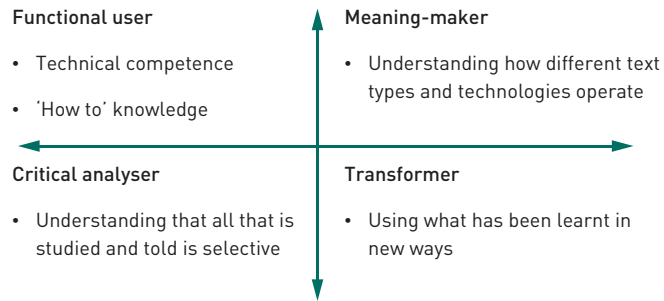 Functional user
• Technical competence
• ‘How to’ knowledge
Meaning-maker
• Understanding how different text
types and technologies operate
Critical analyser
• Understanding that all that is
studied and told is selective
Transformer
• Using what has been learnt in
new ways